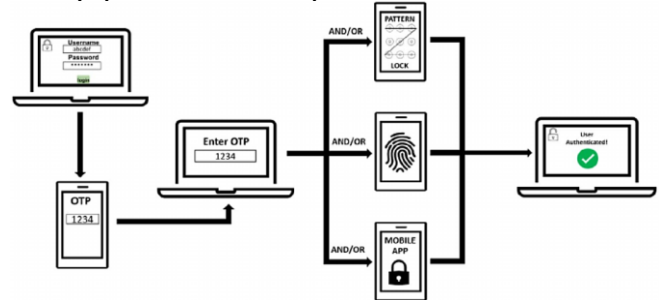 Username
abcdef
Password
*******
login
OTP
1234
Enter OTP
1234
AND/OR
PATTERN
LOCK
AND/OR
AND/OR
MOBILE
APP
User
Authenticated!